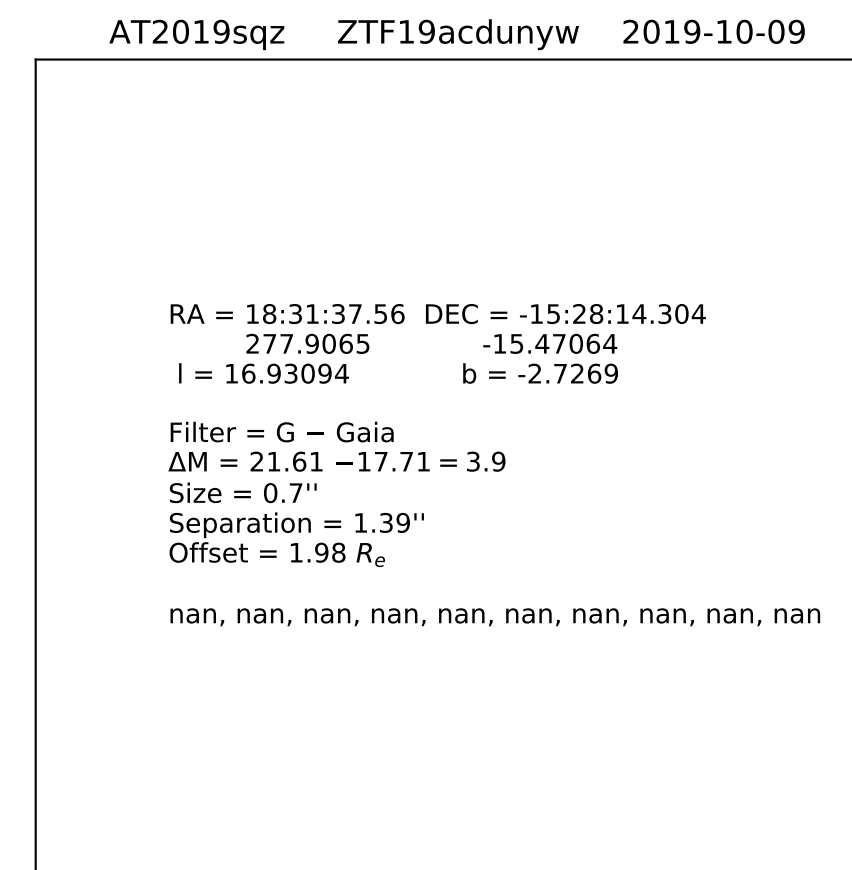 AT2019sqz ZTF19acdunyw 2019-10-09
RA = 18:31:37.56 DEC = -15:28:14.304
277.9065 -15.47064
l = 16.93094 b = -2.7269
Filter = G − Gaia
ΔM = 21.61 −17.71 = 3.9
Size = 0.7''
Separation = 1.39''
Offset = 1.98 Rₑ
nan, nan, nan, nan, nan, nan, nan, nan, nan, nan